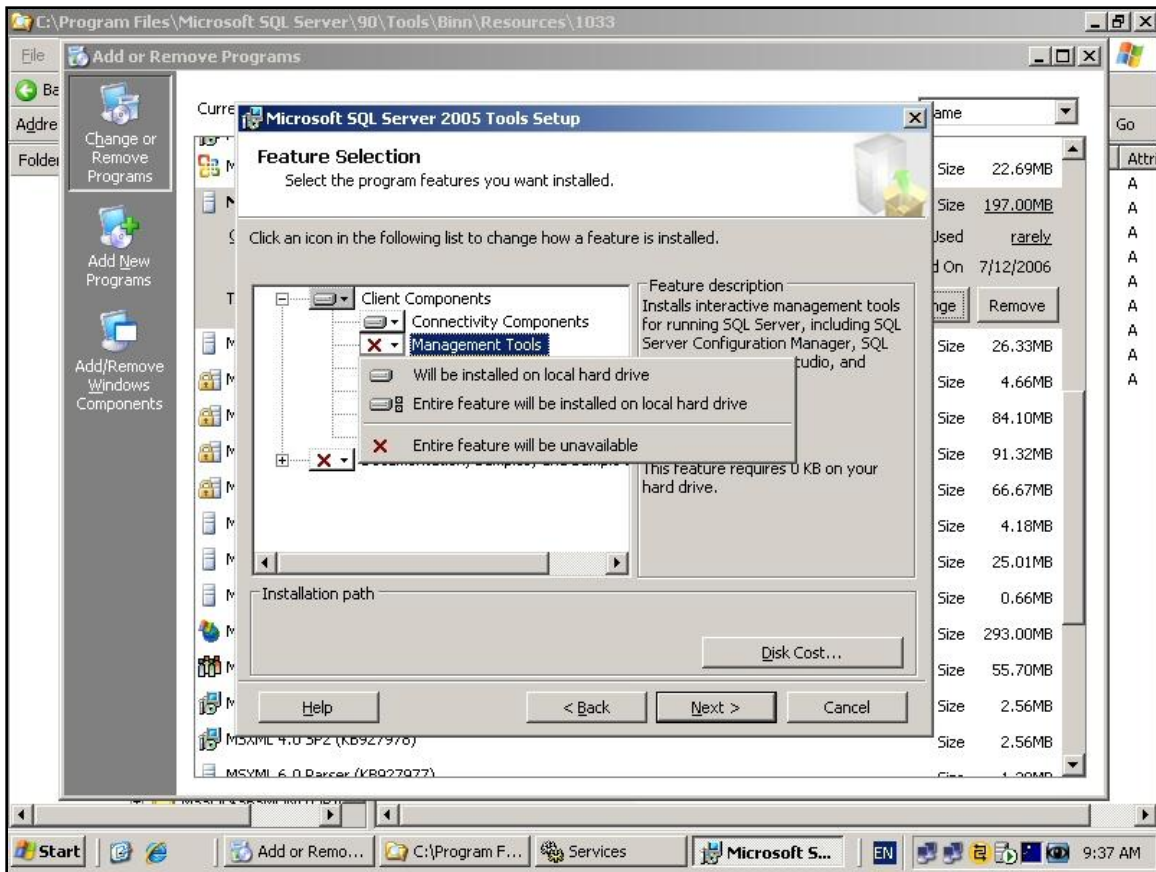 C:\Program Files\Microsoft SQL Server\90\Tools\Binn\Resources\1033
File
Add or Remove Programs
Change or
Remove
Programs
Add New
Programs
Add/Remove
Windows
Components
Go
Microsoft SQL Server 2005 Tools Setup
Feature Selection
Select the program features you want installed.
Click an icon in the following list to change how a feature is installed.
Client Components
Connectivity Components
Management Tools
Will be installed on local hard drive
Entire feature will be installed on local hard drive
Entire feature will be unavailable
Feature description
Installs interactive management tools
for running SQL Server, including SQL
Server Configuration Manager, SQL
and
This feature requires 0 KB on your
hard drive.
Installation path
Disk Cost...
Help
< Back
Next >
Cancel
Size 22.69MB
Size 197.00MB
rarely
On 7/12/2006
Remove
Size 26.33MB
Size 4.66MB
Size 84.10MB
Size 91.32MB
Size 66.67MB
Size 4.18MB
Size 25.01MB
Size 0.66MB
Size 293.00MB
Size 55.70MB
Size 2.56MB
MSXML 4.0 SP2 (KB927978)
Size 2.56MB
MSXML 6.0 Parser (KB927977)
A
A
A
A
A
A
A
A
A
Start
Add or Remo...
C:\Program F...
Services
Microsoft S...
EN
9:37 AM